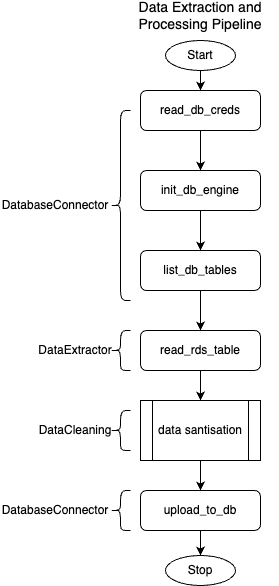 Data Extraction and
Processing Pipeline
Start
read_db_creds
init_db_engine
DatabaseConnector
list_db_tables
DataExtractor
read_rds_table
DataCleaning
data santisation
DatabaseConnector
upload_to_db
Stop